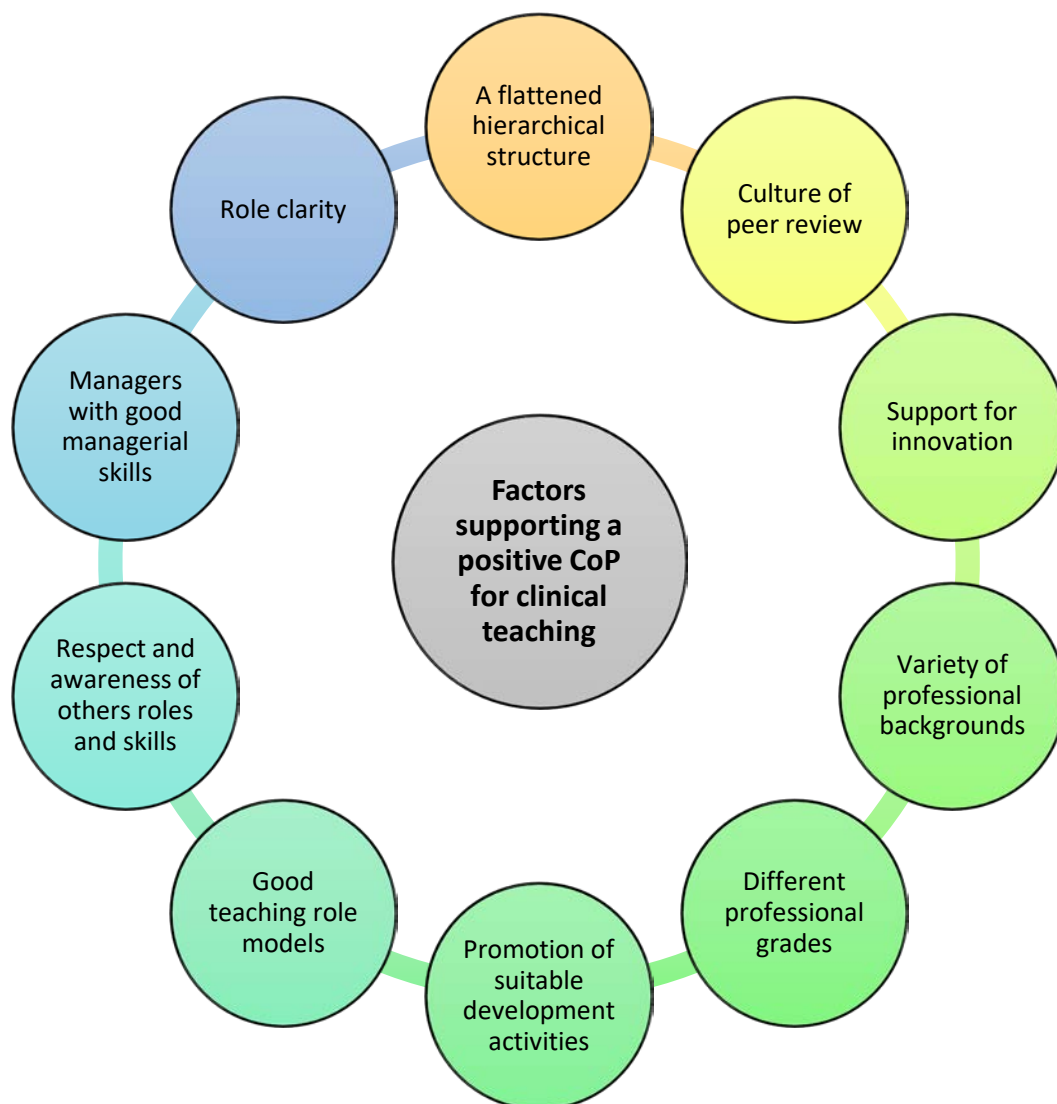 A flattened
hierarchical
structure
Culture of
peer review
Support for
innovation
Variety of
professional
backgrounds
Different
professional
grades
Promotion of
suitable
development
activities
Good
teaching role
models
Respect and
awareness of
others roles
and skills
Managers
with good
managerial
skills
Role clarity
Factors
supporting a
positive CoP
for clinical
teaching